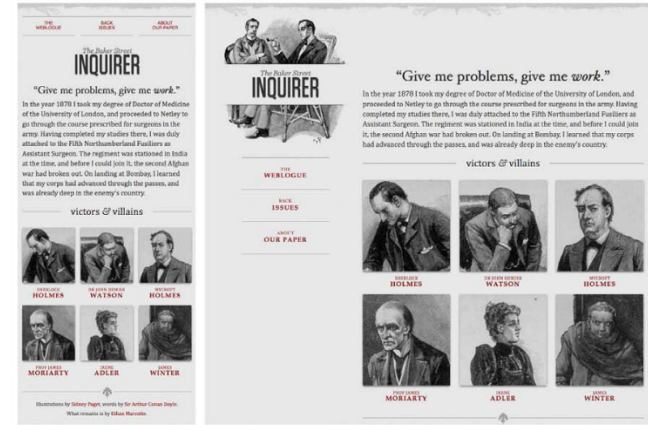 THE
WEBLOGUE
BACK
ISSUES
ABOUT
OUR PAPER
The Baker Street
INQUIRER
“Give me problems, give me work.”
In the year 1878 I took my degree of Doctor of Medicine
of the University of London, and proceeded to Netley to
go through the course prescribed for surgeons in the
army. Having completed my studies there, I was duly
attached to the Fifth Northumberland Fusiliers as
Assistant Surgeon. The regiment was stationed in India
at the time, and before I could join it, the second Afghan
war had broken out. On landing at Bombay, I learned
that my corps had advanced through the passes, and
was already deep in the enemy’s country.
victors & villains
SHERLOCK
HOLMES
DR JOHN HAMISH
WATSON
MYCROFT
HOLMES
PROF JAMES
MORIARTY
IRENE
ADLER
JAMES
WINTER
Illustrations by Sidney Paget, words by Sir Arthur Conan Doyle.
What remains is by Ethan Marcotte.
The Baker Street
INQUIRER
THE
WEBLOGUE
BACK
ISSUES
ABOUT
OUR PAPER
“Give me problems, give me work.”
In the year 1878 I took my degree of Doctor of Medicine of the University of London, and
proceeded to Netley to go through the course prescribed for surgeons in the army. Having
completed my studies there, I was duly attached to the Fifth Northumberland Fusiliers as
Assistant Surgeon. The regiment was stationed in India at the time, and before I could join
it, the second Afghan war had broken out. On landing at Bombay, I learned that my corps
had advanced through the passes, and was already deep in the enemy’s country.
victors & villains
SHERLOCK
HOLMES
DR JOHN HAMISH
WATSON
MYCROFT
HOLMES
PROF JAMES
MORIARTY
IRENE
ADLER
JAMES
WINTER